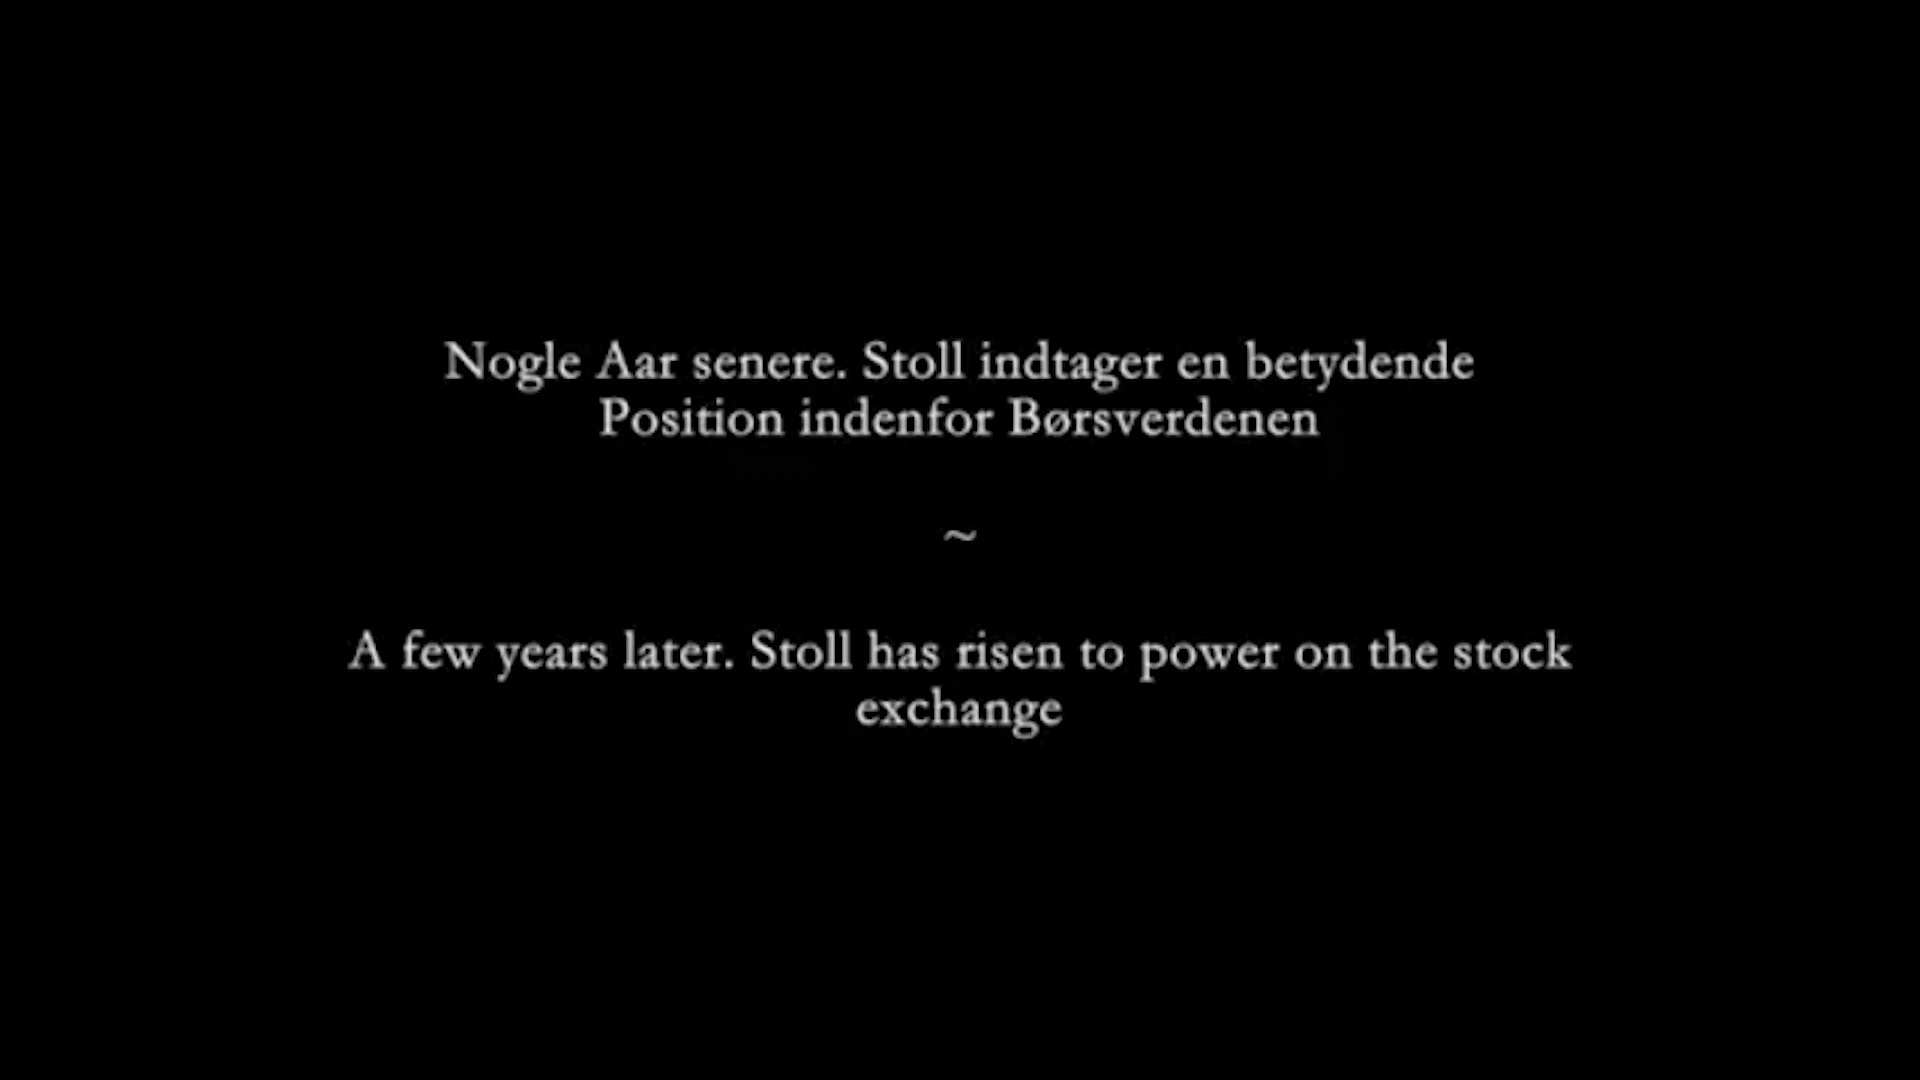 Nogle Aar senere. Stoll indtager en betydende
Position indenfor Børsverdenen
~
A few years later. Stoll has risen to power on the stock
exchange